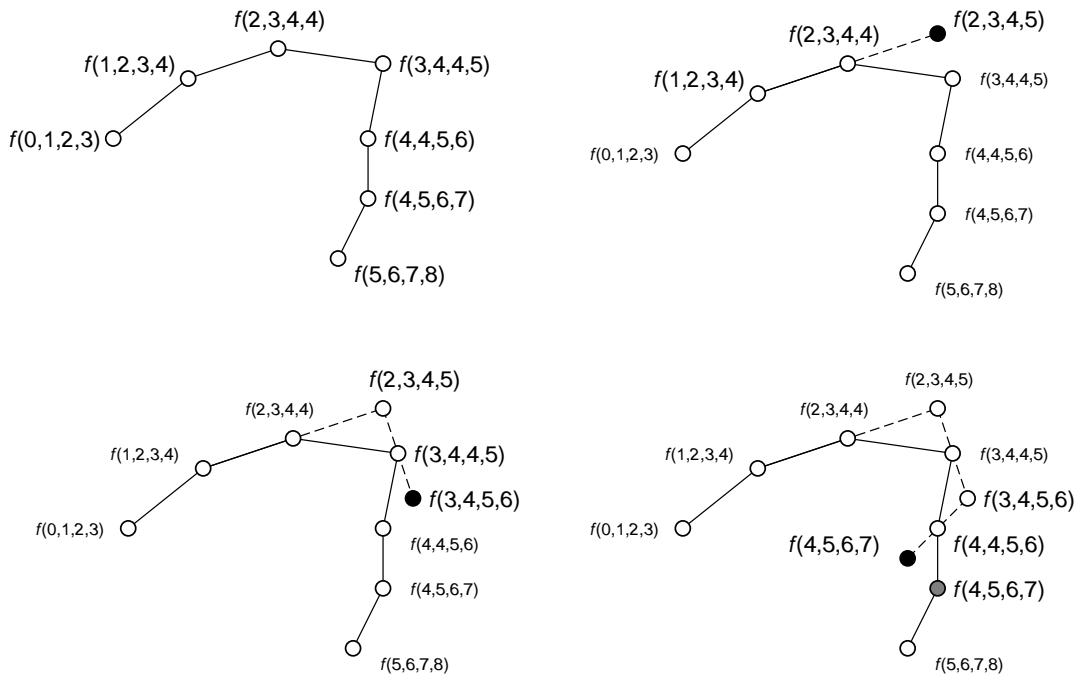 f(2,3,4,4)
f(1,2,3,4)
f(3,4,4,5)
f(0,1,2,3)
f(4,4,5,6)
f(4,5,6,7)
f(5,6,7,8)
f(2,3,4,5)
f(2,3,4,4)
f(1,2,3,4)
f(3,4,4,5)
f(0,1,2,3)
f(4,4,5,6)
f(4,5,6,7)
f(5,6,7,8)
f(2,3,4,5)
f(2,3,4,4)
f(1,2,3,4)
f(3,4,4,5)
f(3,4,5,6)
f(0,1,2,3)
f(4,4,5,6)
f(4,5,6,7)
f(5,6,7,8)
f(2,3,4,5)
f(2,3,4,4)
f(1,2,3,4)
f(3,4,4,5)
f(3,4,5,6)
f(0,1,2,3)
f(4,5,6,7)
f(4,4,5,6)
f(4,5,6,7)
f(5,6,7,8)